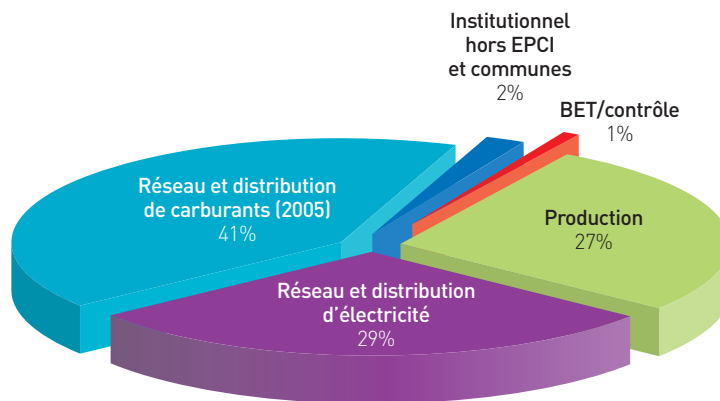 Institutionnel
hors EPCI
et communes
2%
BET/contrôle
1%
Réseau et distribution
de carburants (2005)
41%
Production
27%
Réseau et distribution
d'électricité
29%